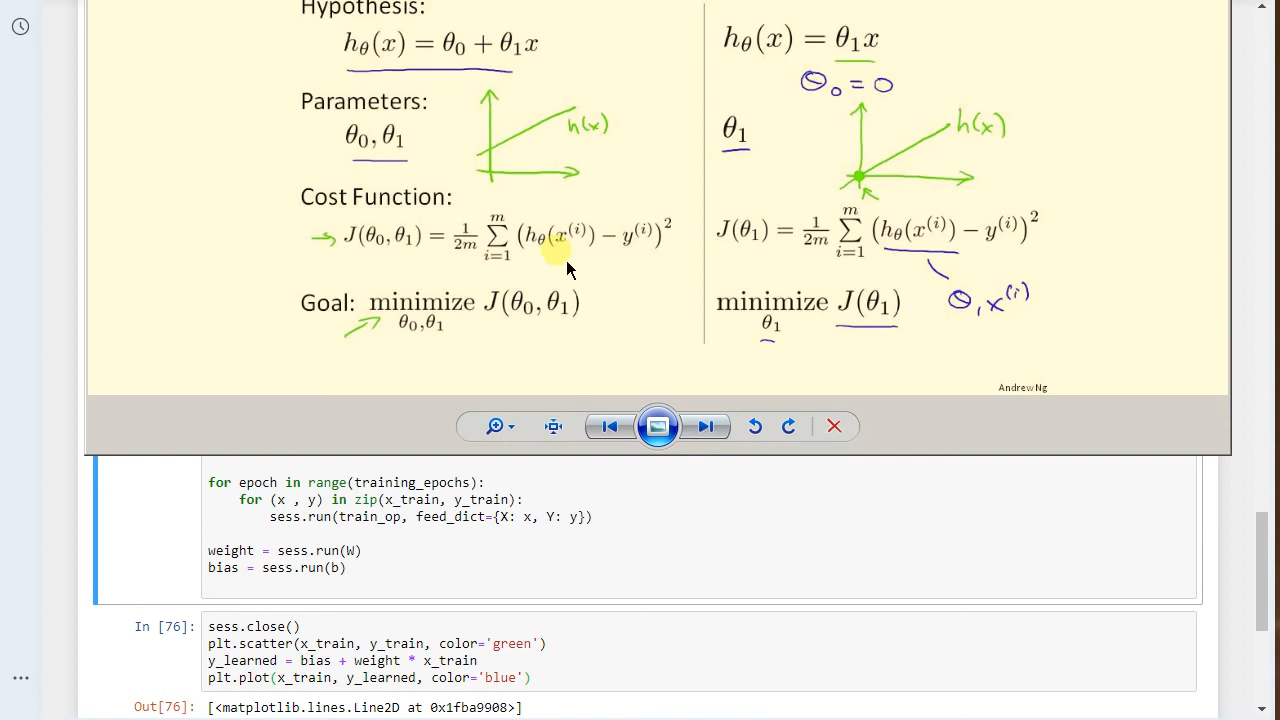 Hypothesis:
hθ(x) = θ0 + θ1x
Parameters:
θ0, θ1
h(x)
Cost Function:
J(θ0, θ1) = 1/2m ∑_{i=1}^{m} (hθ(x^(i)) − y^(i))^2
Goal: minimize J(θ0, θ1)
θ0,θ1
hθ(x) = θ1x
θ0 = 0
θ1
h(x)
J(θ1) = 1/2m ∑_{i=1}^{m} (hθ(x^(i)) − y^(i))^2
θ1x^(i)
minimize J(θ1)
θ1
Andrew Ng
for epoch in range(training_epochs):
for (x , y) in zip(x_train, y_train):
sess.run(train_op, feed_dict={X: x, Y: y})
weight = sess.run(W)
bias = sess.run(b)
In [76]:
sess.close()
plt.scatter(x_train, y_train, color='green')
y_learned = bias + weight * x_train
plt.plot(x_train, y_learned, color='blue')
Out[76]:
[<matplotlib.lines.Line2D at 0x1fba9908>]